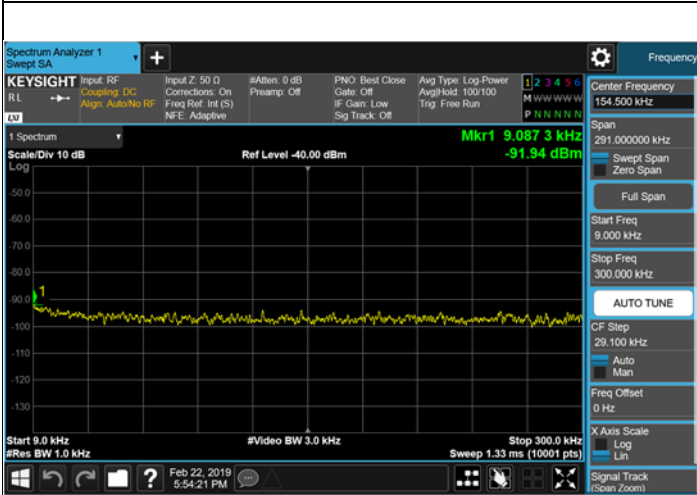 Spectrum Analyzer 1
Swept SA
Frequency
KEYSIGHT
RL
LXI
Input: RF
Coupling: DC
Align: Auto/No RF
Input Z: 50 Ω
Corrections: On
Freq Ref: Int (S)
NFE: Adaptive
#Atten: 0 dB
Preamp: Off
PNO: Best Close
Gate: Off
IF Gain: Low
Sig Track: Off
Avg Type: Log-Power
Avg|Hold: 100/100
Trig: Free Run
1 2 3 4 5 6
M W W W W W
P N N N N N
1 Spectrum
Scale/Div 10 dB
Log
Ref Level -40.00 dBm
Mkr1 9.087 3 kHz
-91.94 dBm
-50.0
-60.0
-70.0
-80.0
-90.0
-100
-110
-120
-130
1
Start 9.0 kHz
#Res BW 1.0 kHz
#Video BW 3.0 kHz
Stop 300.0 kHz
Sweep 1.33 ms (10001 pts)
Feb 22, 2019
5:54:21 PM
?
Center Frequency
154.500 kHz
Span
291.000000 kHz
Swept Span
Zero Span
Full Span
Start Freq
9.000 kHz
Stop Freq
300.000 kHz
AUTO TUNE
CF Step
29.100 kHz
Auto
Man
Freq Offset
0 Hz
X Axis Scale
Log
Lin
Signal Track
(Span Zoom)